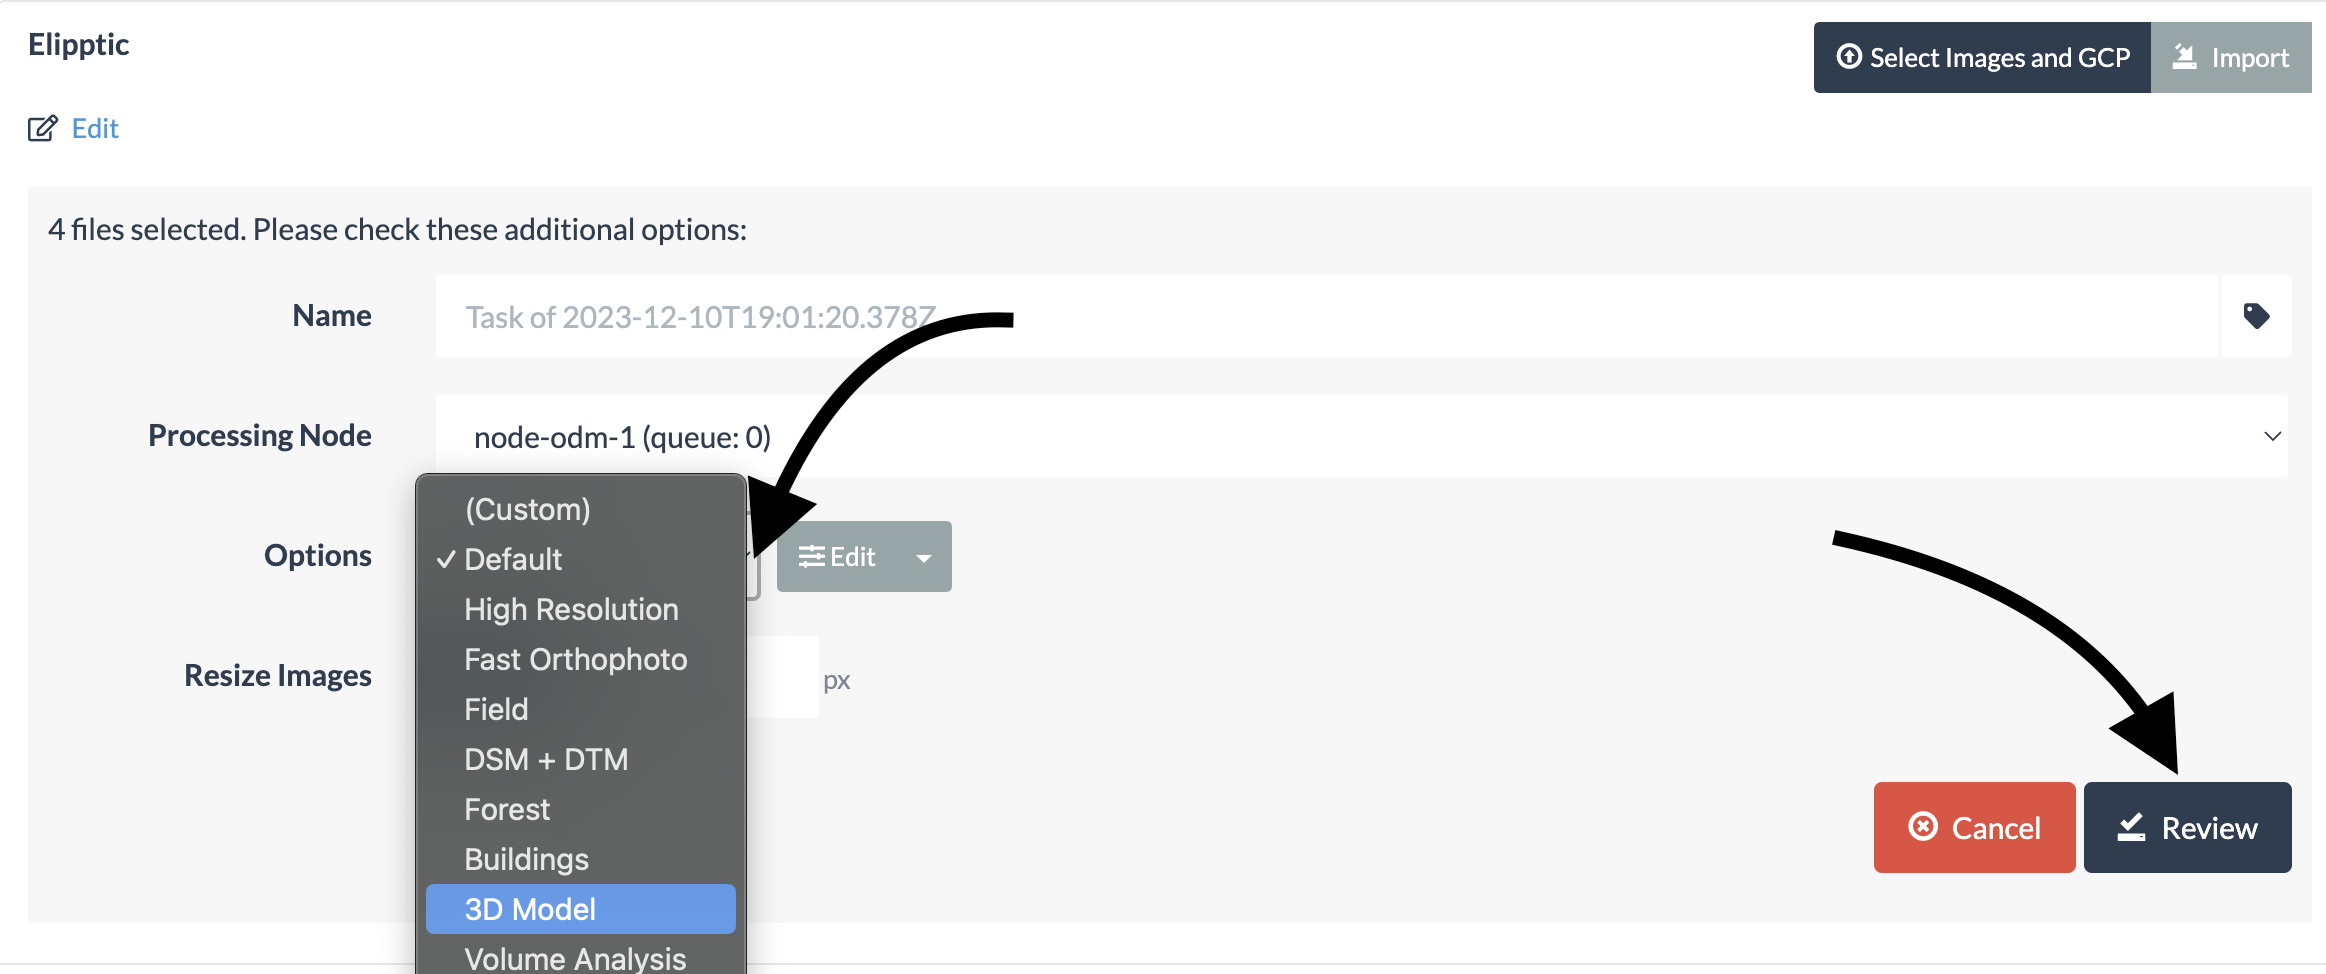 Elipptic
Select Images and GCP
Import
Edit
4 files selected. Please check these additional options:
Name
Task of 2023-12-10T19:01:20.378Z
Processing Node
node-odm-1 (queue: 0)
Options
(Custom)
✓ Default
High Resolution
Fast Orthophoto
Field
DSM + DTM
Forest
Buildings
3D Model
Volume Analysis
Edit
Resize Images
px
Cancel
Review